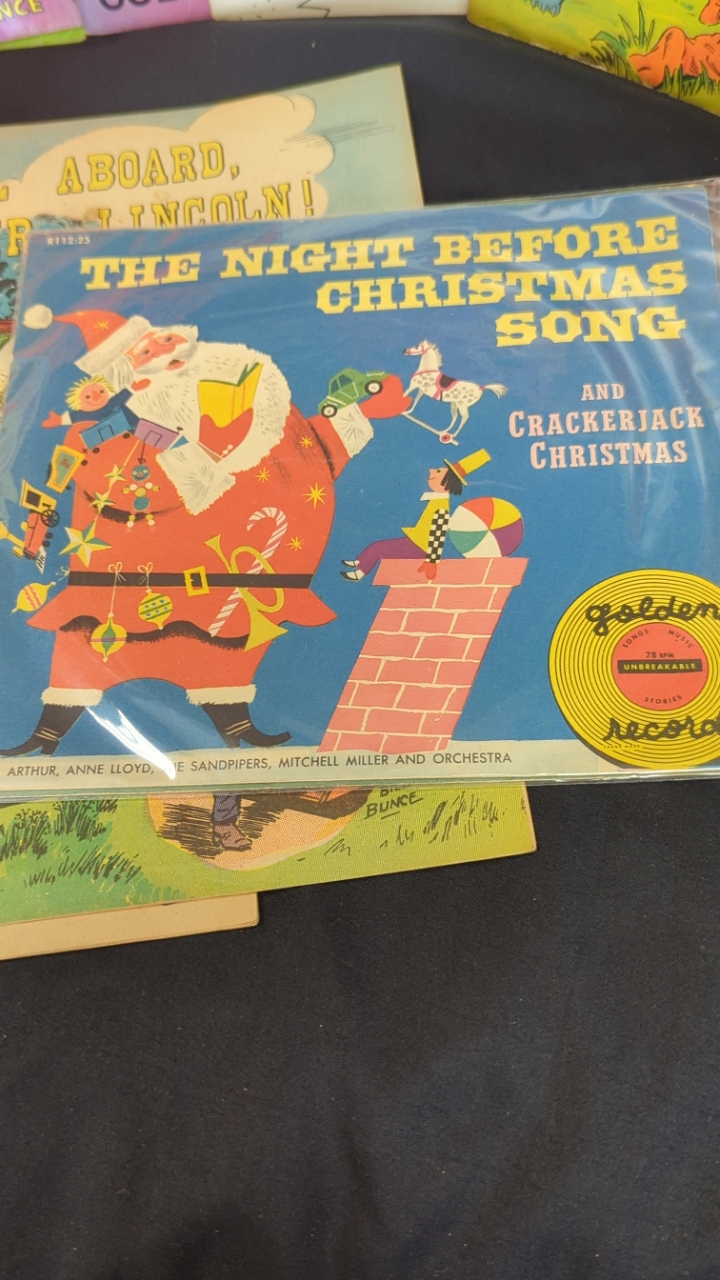 NCE
ABOARD,
R LINCOLN!
R112:25
THE NIGHT BEFORE
CHRISTMAS
SONG
AND
CRACKERJACK
CHRISTMAS
golden
SONGS MUSIC
78 RPM
UNBREAKABLE
STORIES
record
ARTHUR, ANNE LLOYD, THE SANDPIPERS, MITCHELL MILLER AND ORCHESTRA
BUNCE